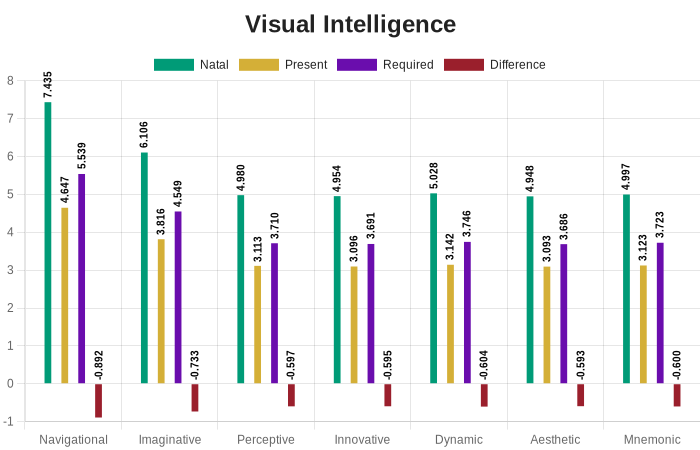 Visual Intelligence
Natal Present Required Difference
8
7
6
5
4
3
2
1
0
-1
7.435 4.647 5.539 -0.892
6.106 3.816 4.549 -0.733
4.980 3.113 3.710 -0.597
4.954 3.096 3.691 -0.595
5.028 3.142 3.746 -0.604
4.948 3.093 3.686 -0.593
4.997 3.123 3.723 -0.600
Navigational Imaginative Perceptive Innovative Dynamic Aesthetic Mnemonic